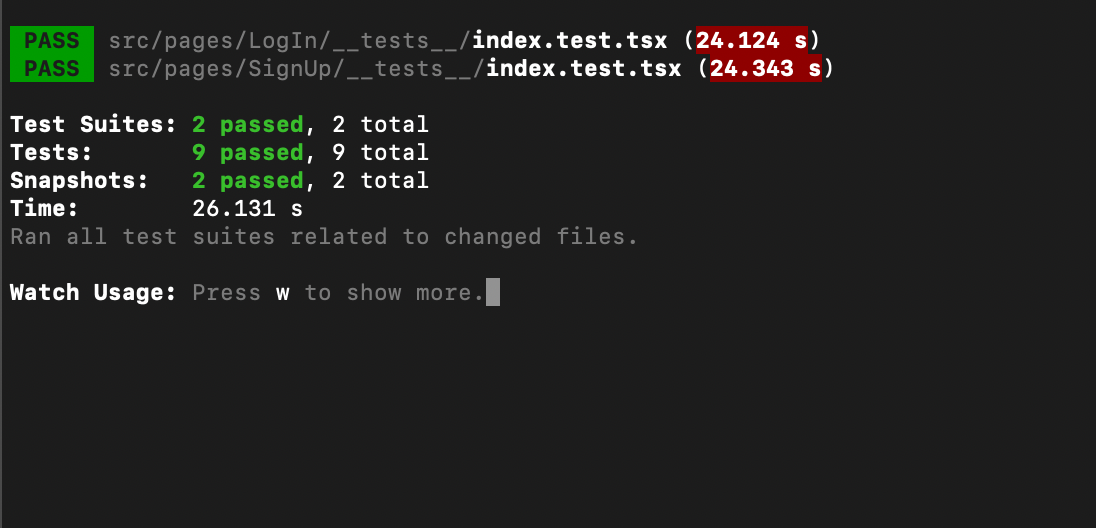 PASS src/pages/LogIn/__tests__/index.test.tsx (24.124 s)
PASS src/pages/SignUp/__tests__/index.test.tsx (24.343 s)
Test Suites: 2 passed, 2 total
Tests: 9 passed, 9 total
Snapshots: 2 passed, 2 total
Time: 26.131 s
Ran all test suites related to changed files.
Watch Usage: Press w to show more.